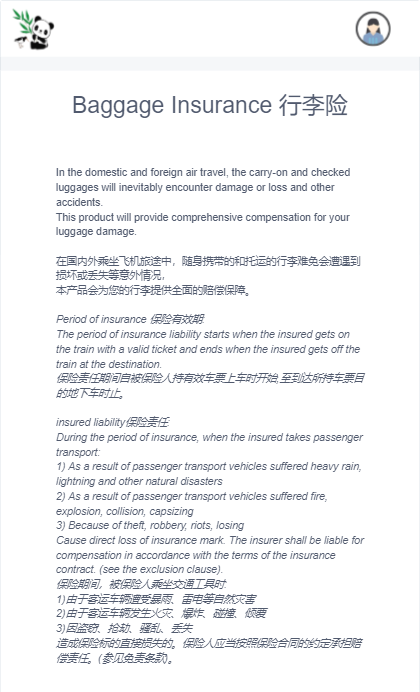 Baggage Insurance 行李险
In the domestic and foreign air travel, the carry-on and checked
luggages will inevitably encounter damage or loss and other
accidents.
This product will provide comprehensive compensation for your
luggage damage.
在国内外乘坐飞机旅途中，随身携带的和托运的行李难免会遭遇到
损坏或丢失等意外情况，
本产品会为您的行李提供全面的赔偿保障。
Period of insurance 保险有效期:
The period of insurance liability starts when the insured gets on
the train with a valid ticket and ends when the insured gets off the
train at the destination.
保险责任期间自被保险人持有效车票上车时开始,至到达所持车票目
的地下车时止。
insured liability保险责任:
During the period of insurance, when the insured takes passenger
transport:
1) As a result of passenger transport vehicles suffered heavy rain,
lightning and other natural disasters
2) As a result of passenger transport vehicles suffered fire,
explosion, collision, capsizing
3) Because of theft, robbery, riots, losing
Cause direct loss of insurance mark. The insurer shall be liable for
compensation in accordance with the terms of the insurance
contract. (see the exclusion clause).
保险期间，被保险人乘坐交通工具时:
1)由于客运车辆遭受暴雨、雷电等自然灾害
2)由于客运车辆发生火灾、爆炸、碰撞、倾覆
3)因盗窃、抢劫、骚乱、丢失
造成保险标的直接损失的。保险人应当按照保险合同的约定承担赔
偿责任。(参见免责条款)。